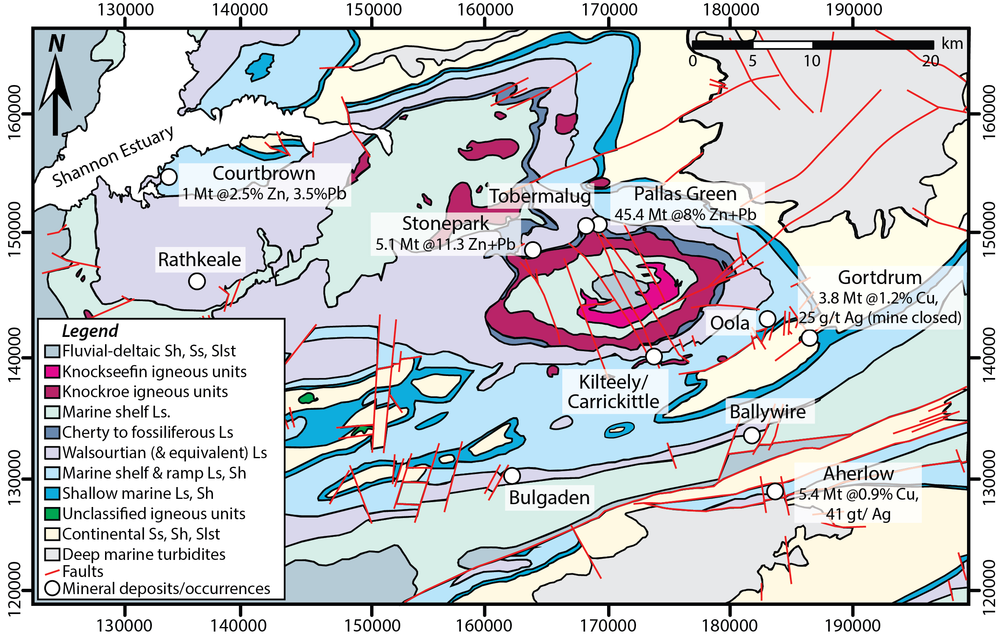 130000 140000 150000 160000 170000 180000 190000
N
km
0 5 10 20
160000
160000
Shannon Estuary
Courtbrown
1 Mt @2.5% Zn, 3.5%Pb
Tobermalug
Pallas Green
45.4 Mt @8% Zn+Pb
150000
150000
Stonepark
5.1 Mt @11.3 Zn+Pb
Rathkeale
Gortdrum
3.8 Mt @1.2% Cu,
25 g/t Ag (mine closed)
Oola
140000
140000
Kilteely/
Carrickittle
Ballywire
130000
130000
Aherlow
5.4 Mt @0.9% Cu,
41 gt/ Ag
Bulgaden
Legend
Fluvial-deltaic Sh, Ss, Slst
Knockseefin igneous units
Knockroe igneous units
Marine shelf Ls.
Cherty to fossiliferous Ls
Walsourtian (& equivalent) Ls
Marine shelf & ramp Ls, Sh
Shallow marine Ls, Sh
Unclassified igneous units
Continental Ss, Sh, Slst
Deep marine turbidites
Faults
Mineral deposits/occurrences
120000
120000
130000 140000 150000 160000 170000 180000 190000